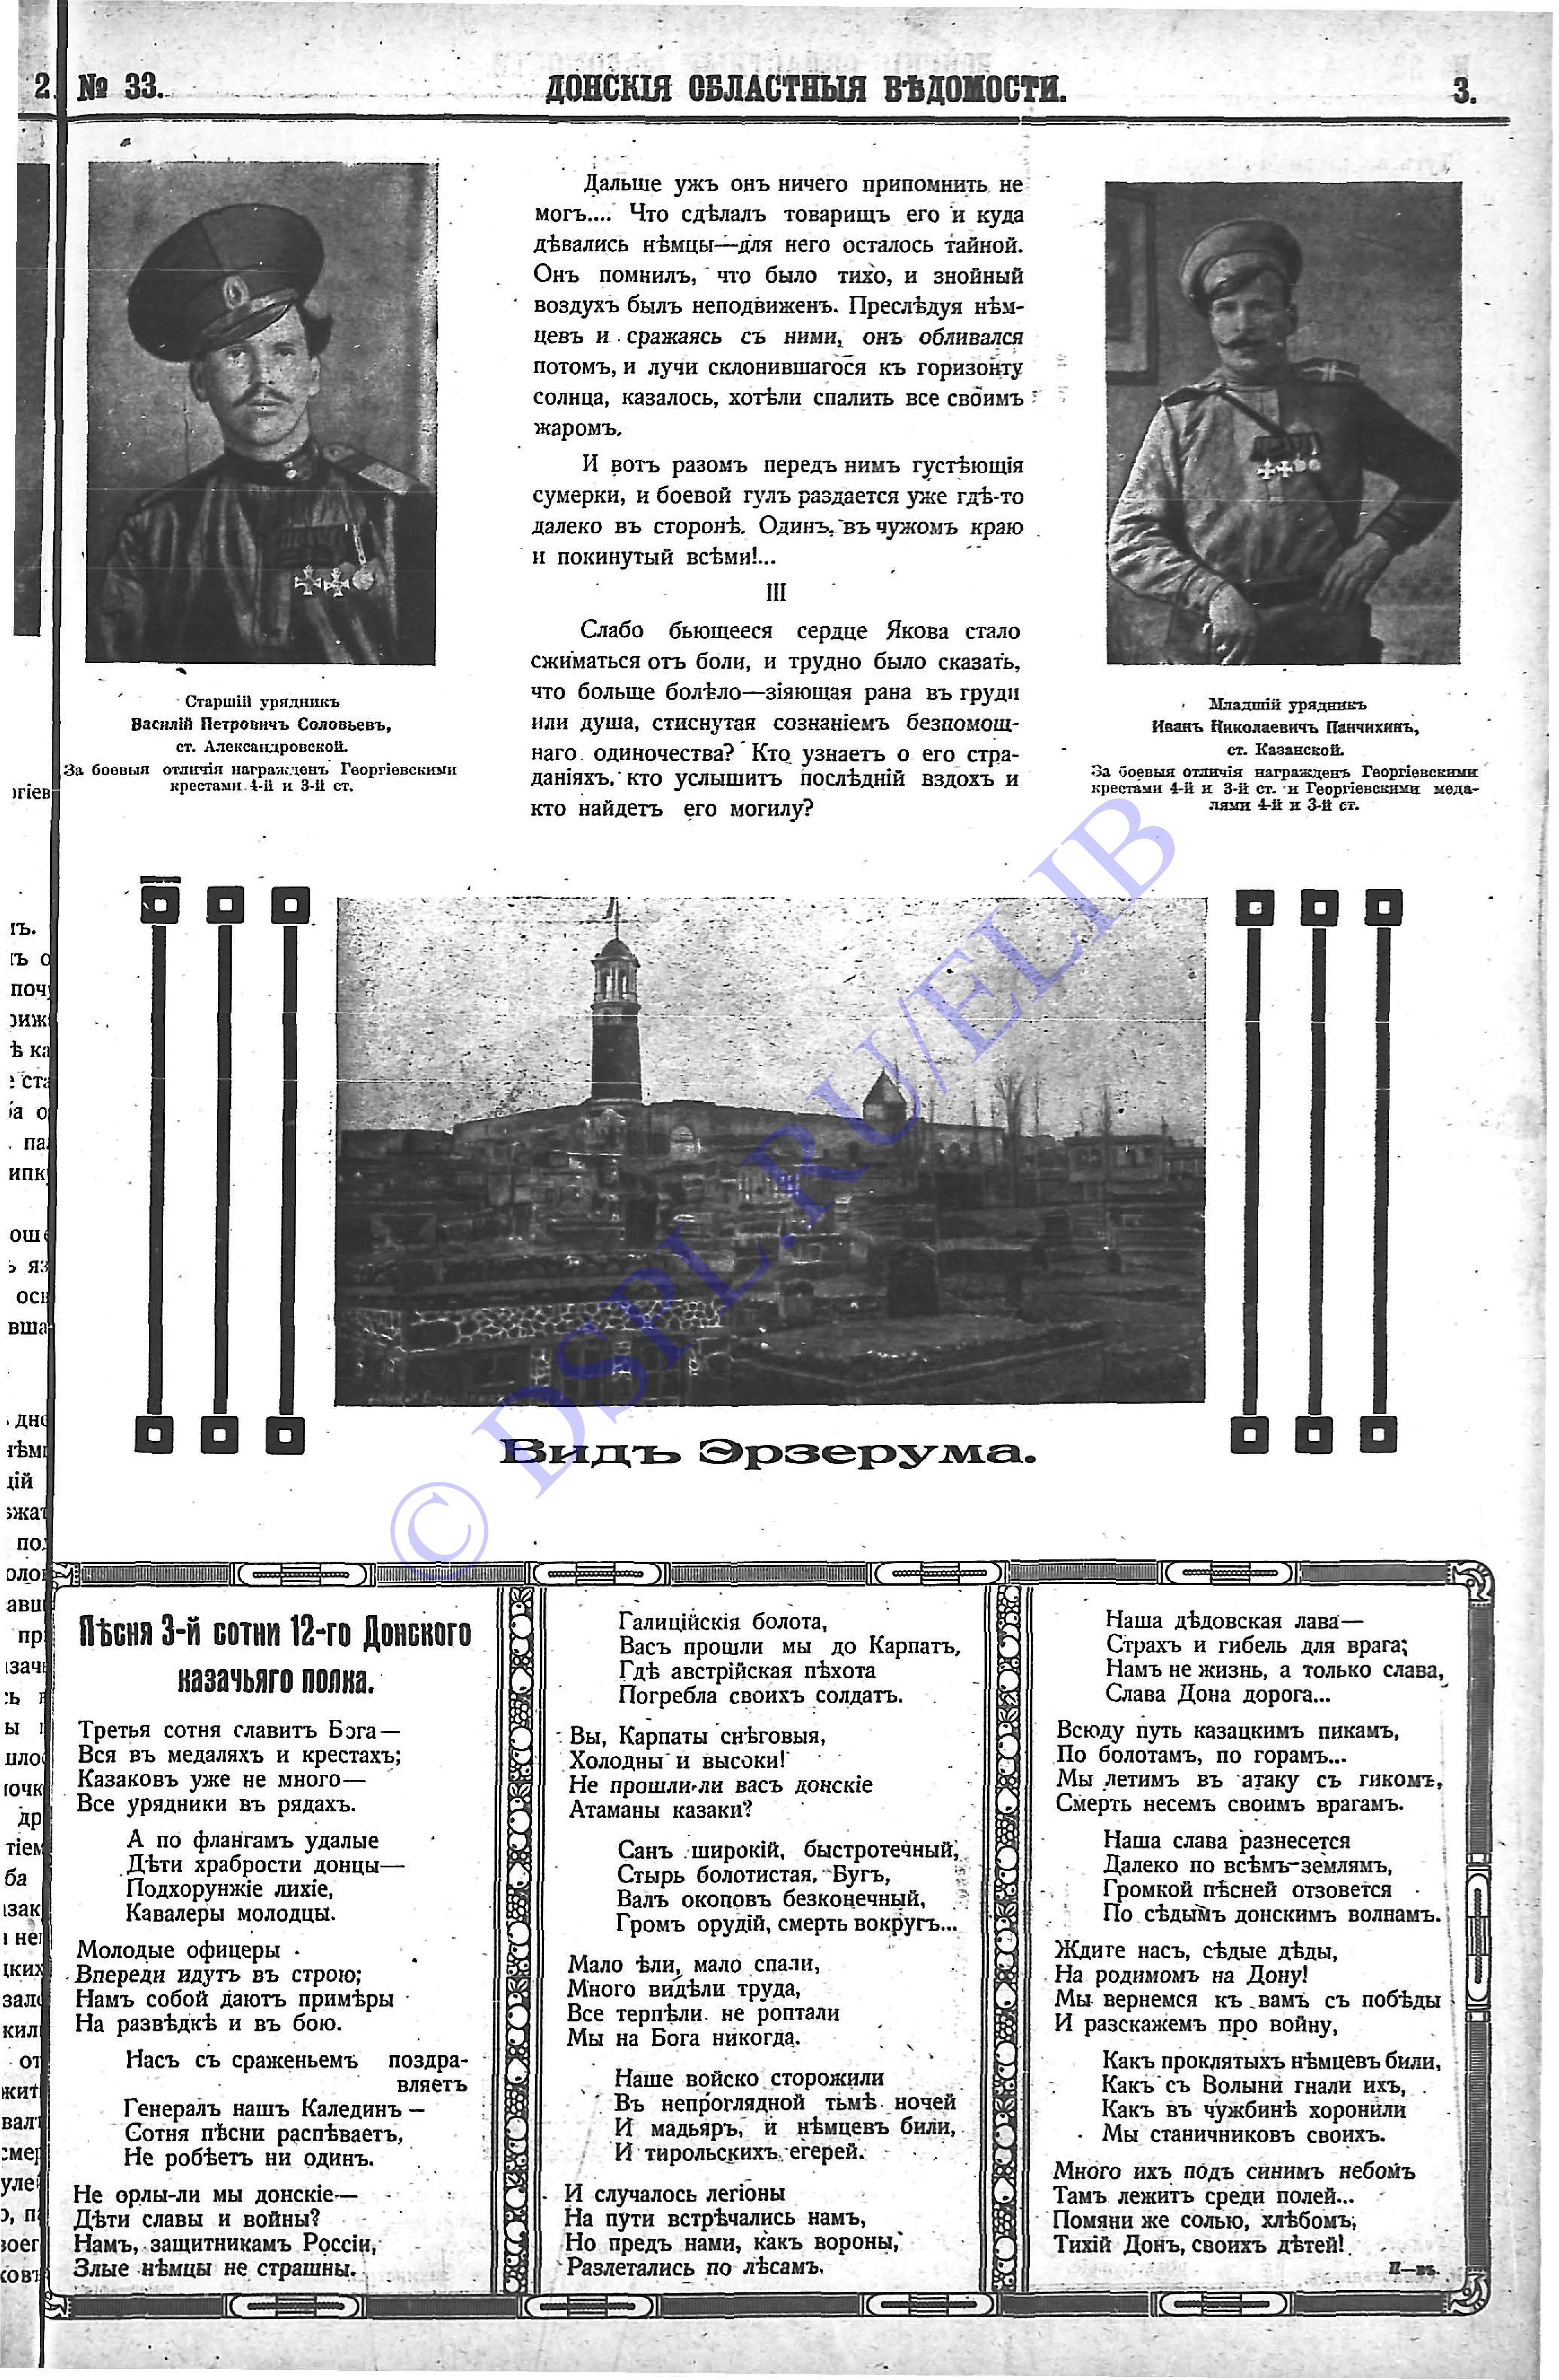 2
№ 33.
ДОНСКІЯ ОБЛАСТНЫЯ ВѢДОМОСТИ.
3.
Старшій урядникъ
Василій Петровичъ Соловьевъ,
ст. Александровской.
За боевыя отличія награжденъ Георгіевскими
крестами 4-й и 3-й ст.
Дальше ужъ онъ ничего припомнить не
могъ.... Что сдѣлалъ товарищъ его и куда
дѣвались нѣмцы—для него осталось тайной.
Онъ помнилъ, что было тихо, и знойный
воздухъ былъ неподвиженъ. Преслѣдуя нѣм-
цевъ и сражаясь съ ними, онъ обливался
потомъ, и лучи склонившагося къ горизонту
солнца, казалось, хотѣли спалить все своимъ
жаромъ.
И вотъ разомъ передъ нимъ густѣющія
сумерки, и боевой гулъ раздается уже гдѣ-то
далеко въ сторонѣ. Одинъ, въ чужомъ краю
и покинутый всѣми!...
III
Слабо бьющееся сердце Якова стало
сжиматься отъ боли, и трудно было сказать,
что больше болѣло—зіяющая рана въ груди
или душа, стиснутая сознаніемъ безпомощ-
наго одиночества? Кто узнаетъ о его стра-
даніяхъ, кто услышитъ послѣдній вздохъ и
кто найдетъ его могилу?
Младшій урядникъ
Иванъ Николаевичъ Панчихинъ,
ст. Казанской.
За боевыя отличія награжденъ Георгіевскими
крестами 4-й и 3-й ст. и Георгіевскими меда-
лями 4-й и 3-й ст.
Видъ Эрзерума.
© DSPL.RU/ELIB
Пѣсня 3-й сотни 12-го Донского
казачьяго полка.
Третья сотня славитъ Бога—
Вся въ медаляхъ и крестахъ;
Казаковъ уже не много—
Все урядники въ рядахъ.
А по флангамъ удалые
Дѣти храбрости донцы—
Подхорунжіе лихіе,
Кавалеры молодцы.
Молодые офицеры
Впереди идутъ въ строю;
Намъ собой даютъ примѣры
На развѣдкѣ и въ бою.
Насъ съ сраженьемъ поздра-
вляетъ
Генералъ нашъ Калединъ—
Сотня пѣсни распѣваетъ,
Не робѣетъ ни одинъ.
Не орлы-ли мы донскіе—
Дѣти славы и войны?
Намъ, защитникамъ Россіи,
Злые нѣмцы не страшны.
Галиційскія болота,
Васъ прошли мы до Карпатъ,
Гдѣ австрійская пѣхота
Погребла своихъ солдатъ.
Вы, Карпаты снѣговыя,
Холодны и высоки!
Не прошли-ли васъ донскіе
Атаманы казаки?
Санъ широкій, быстротечный,
Стырь болотистая, Бугъ,
Валъ окоповъ безконечный,
Громъ орудій, смерть вокругъ...
Мало ѣли, мало спали,
Много видѣли труда,
Все терпѣли. не роптали
Мы на Бога никогда.
Наше войско сторожили
Въ непроглядной тьмѣ ночей
И мадьяръ, и нѣмцевъ били,
И тирольскихъ егерей.
И случалось легіоны
На пути встрѣчались намъ,
Но предъ нами, какъ вороны,
Разлетались по лѣсамъ.
Наша дѣдовская лава—
Страхъ и гибель для врага;
Намъ не жизнь, а только слава,
Слава Дона дорога...
Всюду путь казацкимъ пикамъ,
По болотамъ, по горамъ...
Мы летимъ въ атаку съ гикомъ,
Смерть несемъ своимъ врагамъ.
Наша слава разнесется
Далеко по всѣмъ землямъ,
Громкой пѣсней отзовется
По сѣдымъ донскимъ волнамъ.
Ждите насъ, сѣдые дѣды,
На родимомъ на Дону!
Мы вернемся къ вамъ съ побѣды
И разскажемъ про войну,
Какъ проклятыхъ нѣмцевъ били,
Какъ съ Волыни гнали ихъ,
Какъ въ чужбинѣ хоронили
Мы станичниковъ своихъ.
Много ихъ подъ синимъ небомъ
Тамъ лежитъ среди полей...
Помяни же солью, хлѣбомъ,
Тихій Донъ, своихъ дѣтей!